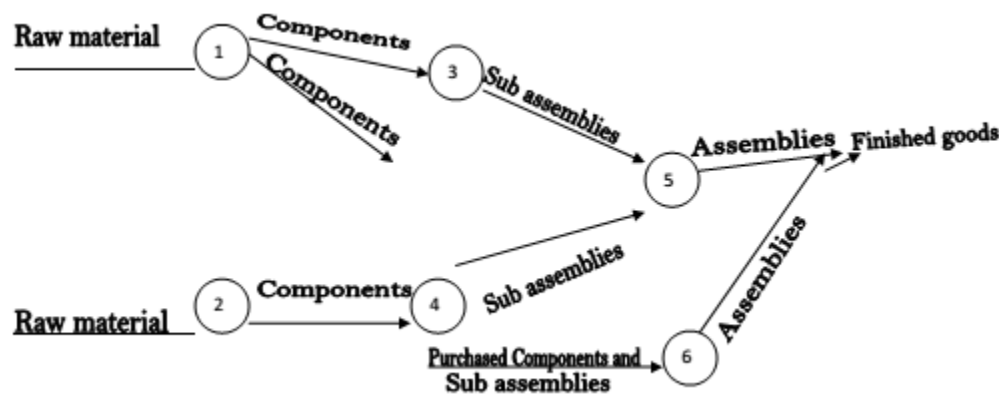 Raw material
1
Components
Components
3
Sub assemblies
5
Assemblies
Finished goods
Raw material
2
Components
4
Sub assemblies
Purchased Components and
Sub assemblies
6
Assemblies